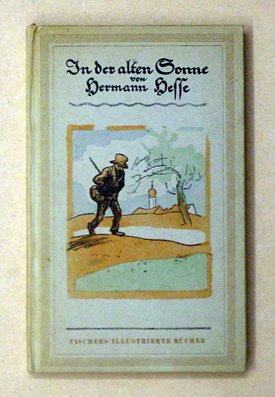 In der alten Sonne
von
Hermann Hesse
FISCHERS ILLUSTRIERTE BÜCHER